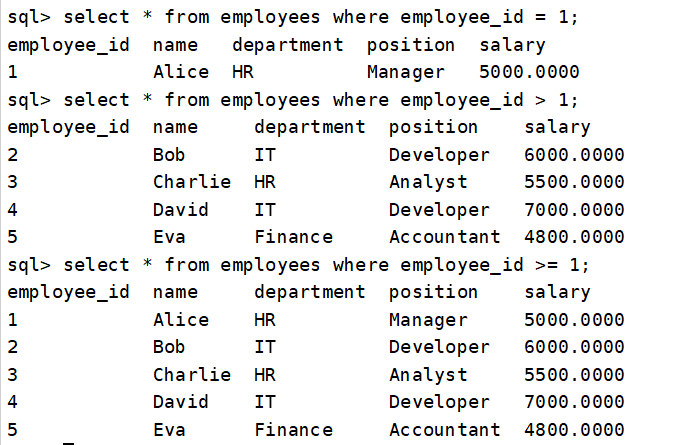 sql> select * from employees where employee_id = 1;
employee_id  name   department  position  salary
1            Alice  HR          Manager   5000.0000
sql> select * from employees where employee_id > 1;
employee_id  name     department  position    salary
2            Bob      IT          Developer   6000.0000
3            Charlie  HR          Analyst     5500.0000
4            David    IT          Developer   7000.0000
5            Eva      Finance     Accountant  4800.0000
sql> select * from employees where employee_id >= 1;
employee_id  name     department  position    salary
1            Alice    HR          Manager     5000.0000
2            Bob      IT          Developer   6000.0000
3            Charlie  HR          Analyst     5500.0000
4            David    IT          Developer   7000.0000
5            Eva      Finance     Accountant  4800.0000